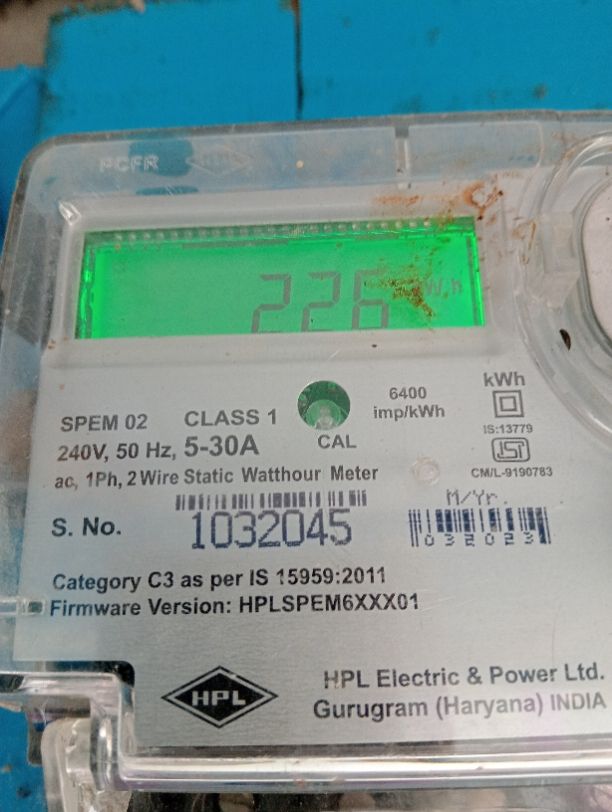 PCFR
226
kWh
6400
imp/kWh
SPEM 02 CLASS 1
CAL
IS:13779
240V, 50 Hz, 5-30A
CM/L-9190783
ac, 1Ph, 2 Wire Static Watthour Meter
M/Yr.
S. No. 1032045
032023
Category C3 as per IS 15959:2011
Firmware Version: HPLSPEM6XXX01
HPL
HPL Electric & Power Ltd.
Gurugram (Haryana) INDIA